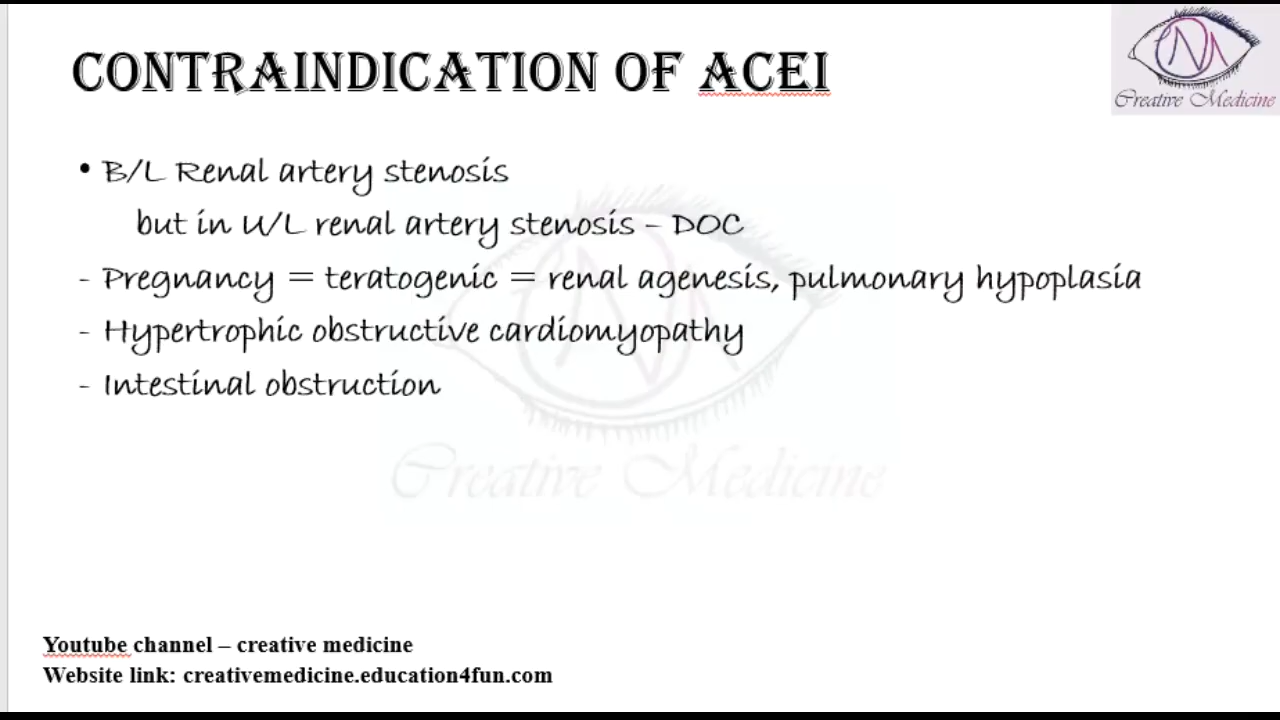 CONTRAINDICATION OF ACEI
Creative Medicine
• B/L Renal artery stenosis
but in U/L renal artery stenosis – DOC
- Pregnancy = teratogenic = renal agenesis, pulmonary hypoplasia
- Hypertrophic obstructive cardiomyopathy
- Intestinal obstruction
Creative Medicine
Youtube channel – creative medicine
Website link: creativemedicine.education4fun.com